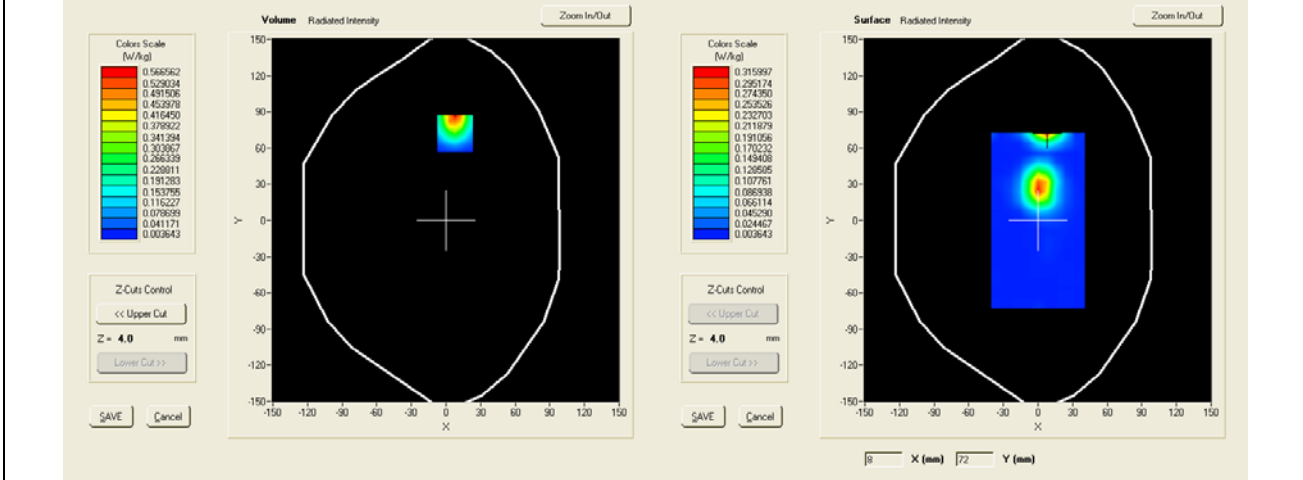 Volume Radiated Intensity
Zoom In/Out
Colors Scale
(W/kg)
0.566562
0.529034
0.491506
0.453978
0.416450
0.378922
0.341394
0.303867
0.266339
0.228811
0.191283
0.153755
0.116227
0.078699
0.041171
0.003643
Z-Cuts Control
<< Upper Cut
Z = 4.0 mm
Lower Cut >>
SAVE Cancel
150
120
90
60
30
0
-30
-60
-90
-120
-150
Y
-150 -120 -90 -60 -30 0 30 60 90 120 150
X
Surface Radiated Intensity
Zoom In/Out
Colors Scale
(W/kg)
0.315997
0.295174
0.274350
0.253526
0.232703
0.211879
0.191056
0.170232
0.149408
0.128585
0.107761
0.086938
0.066114
0.045290
0.024467
0.003643
Z-Cuts Control
<< Upper Cut
Z = 4.0 mm
Lower Cut >>
SAVE Cancel
150
120
90
60
30
0
-30
-60
-90
-120
-150
Y
-150 -120 -90 -60 -30 0 30 60 90 120 150
X
8 X (mm) 72 Y (mm)